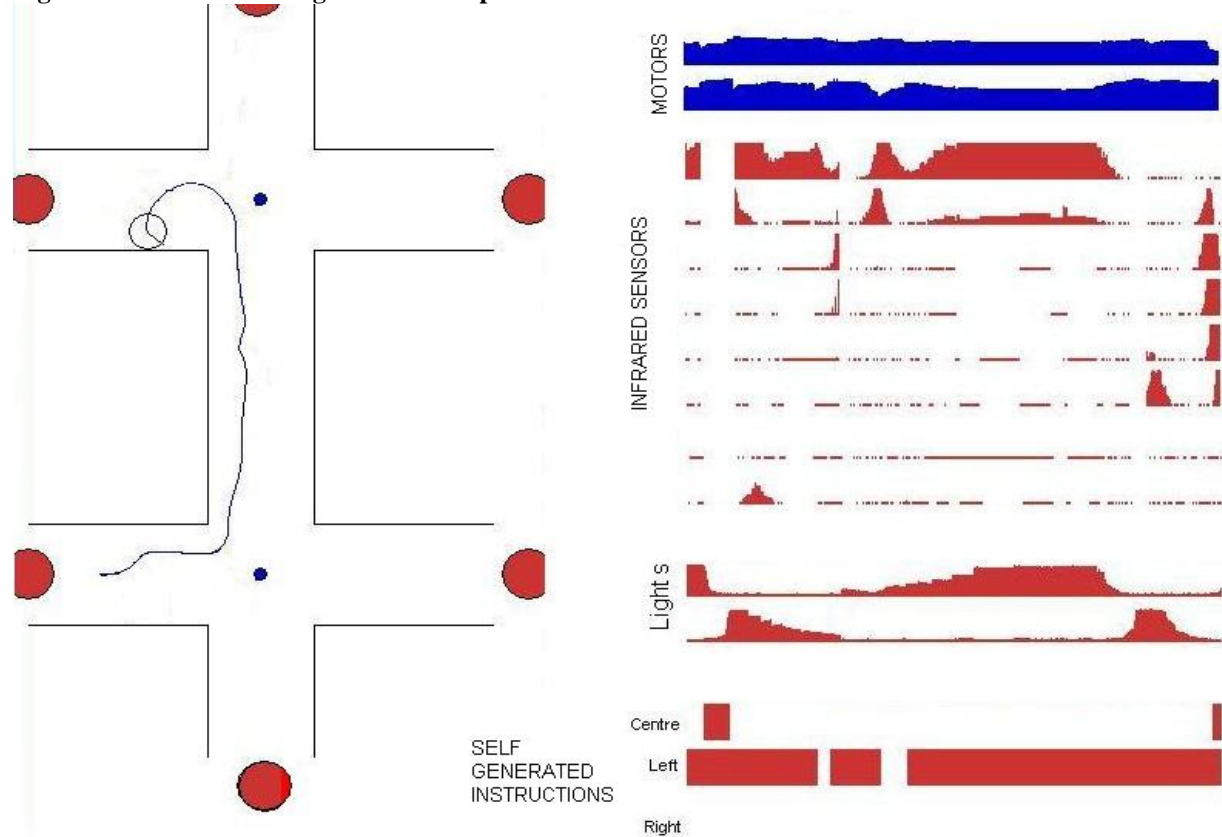 MOTORS
INFRARED SENSORS
Light s
Centre
Left
Right
SELF
GENERATED
INSTRUCTIONS